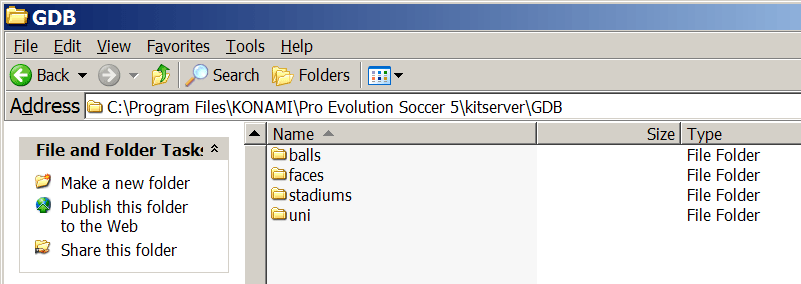 GDB
File Edit View Favorites Tools Help
Back Search Folders
Address C:\Program Files\KONAMI\Pro Evolution Soccer 5\kitserver\GDB
File and Folder Tasks
Make a new folder
Publish this folder
to the Web
Share this folder
Name Size Type
balls File Folder
faces File Folder
stadiums File Folder
uni File Folder